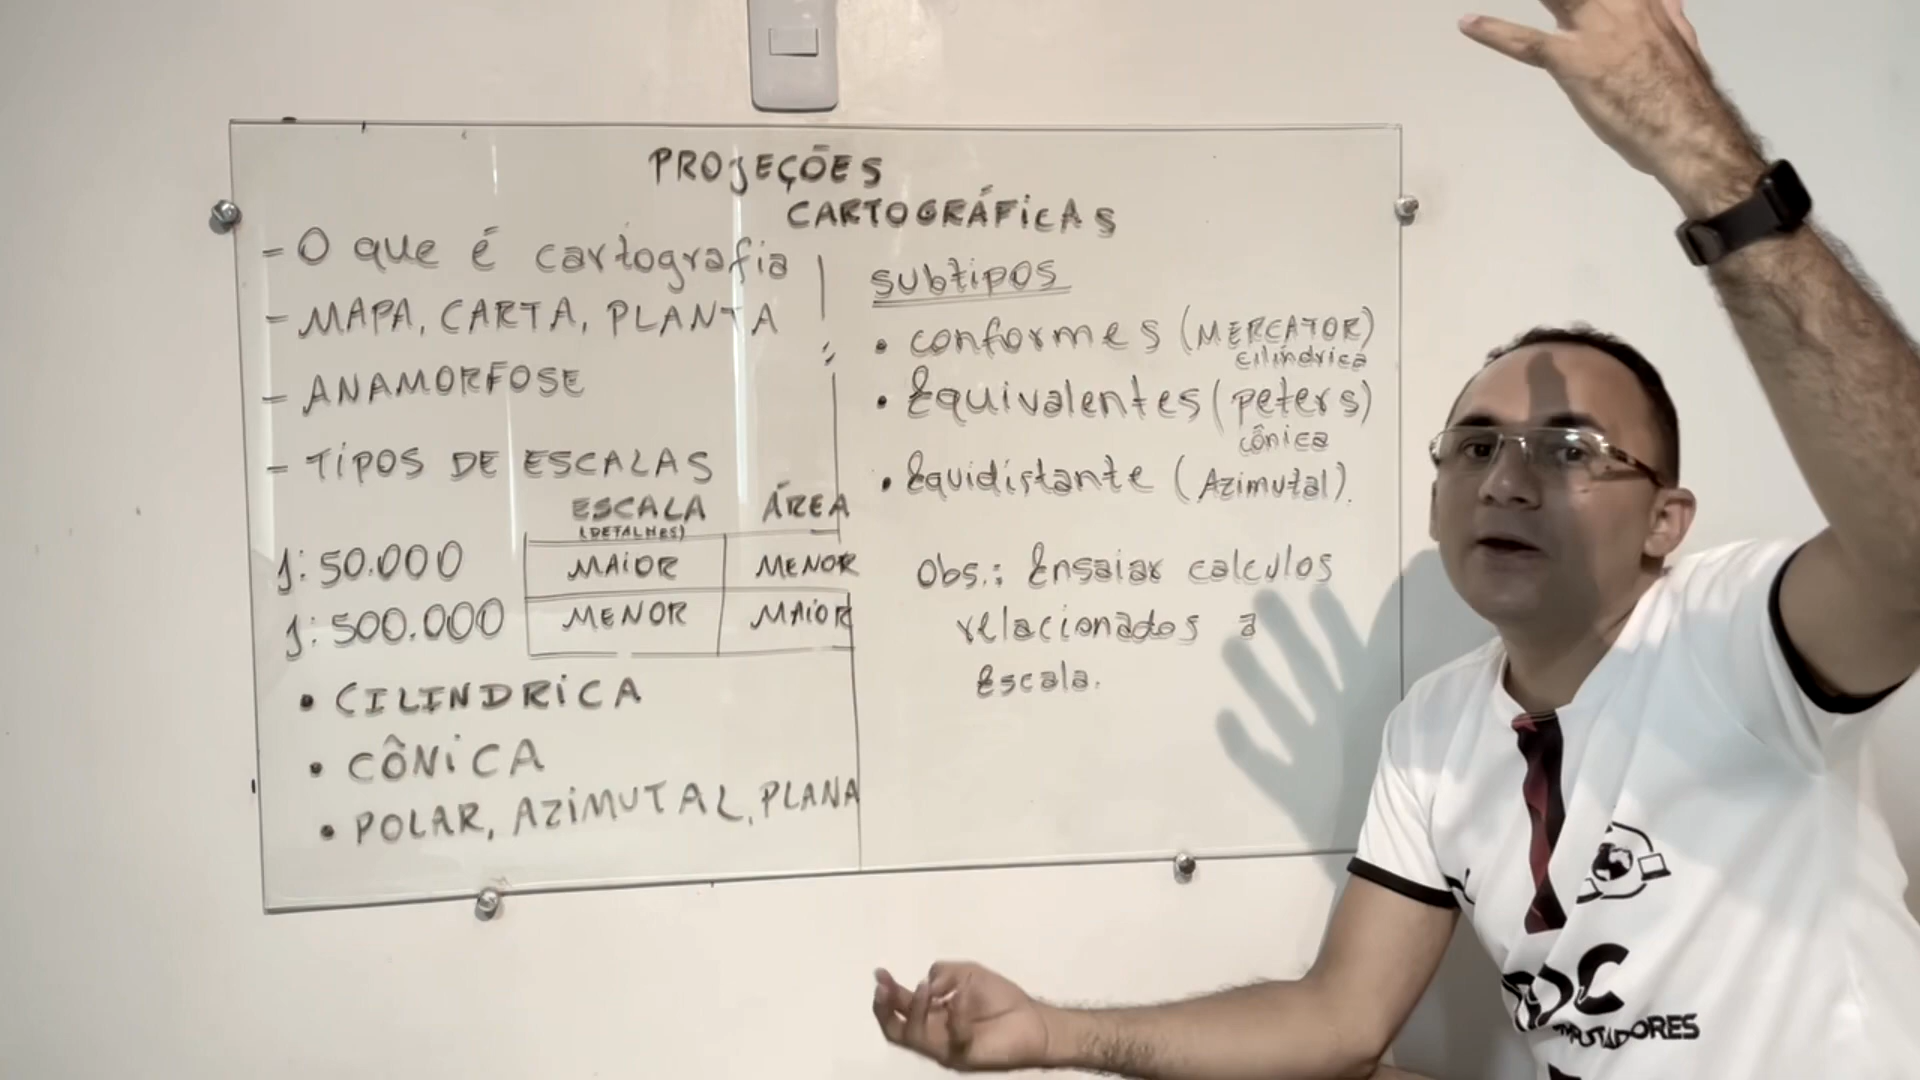 PROJEÇÕES
CARTOGRÁFICAS
- O que é cartografia
- MAPA, CARTA, PLANTA
- ANAMORFOSE
- TIPOS DE ESCALAS
ESCALA ÁREA
(DETALHES)
1:50.000 MAIOR MENOR
1:500.000 MENOR MAIOR
• CILINDRICA
• CÔNICA
• POLAR, AZIMUTAL, PLANA
subtipos
• conformes (MERCATOR)
cilíndrica
• Equivalentes (peters)
cônica
• Equidistante (Azimutal).
Obs.: Ensaiar calculos
relacionados a
Escala.